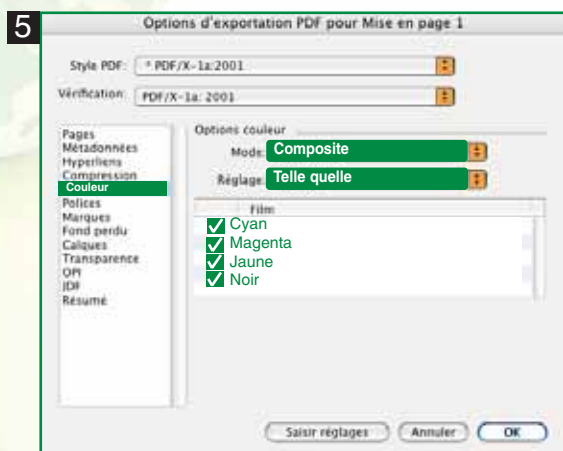 5
Options d'exportation PDF pour Mise en page 1
Style PDF: * PDF/X-1a:2001
Vérification: PDF/X-1a: 2001
Pages
Métadonnées
Hyperliens
Compression
Couleur
Polices
Marques
Fond perdu
Calques
Transparence
OPI
JDF
Résumé
Options couleur
Mode: Composite
Réglage: Telle quelle
Film
Cyan
Magenta
Jaune
Noir
Saisir réglages Annuler OK